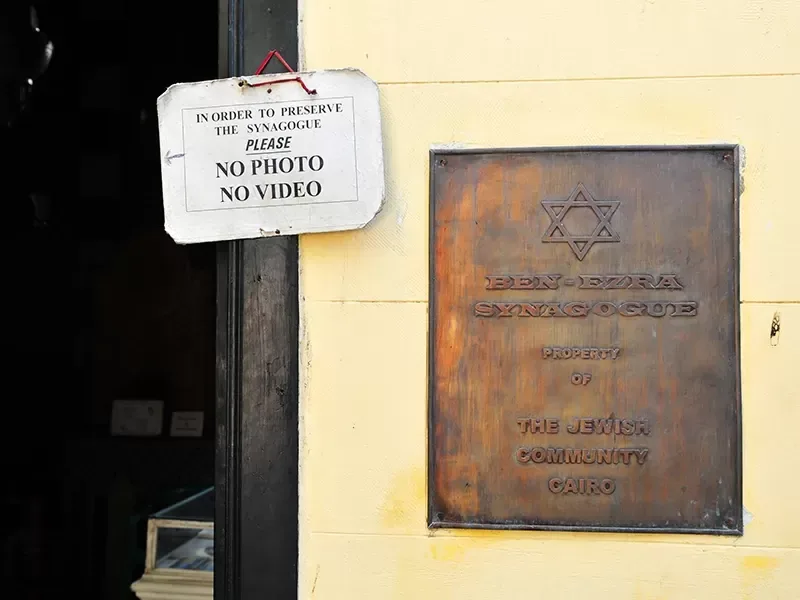 IN ORDER TO PRESERVE
THE SYNAGOGUE
PLEASE
NO PHOTO
NO VIDEO
BEN-EZRA
SYNAGOGUE
PROPERTY
OF
THE JEWISH
COMMUNITY
CAIRO